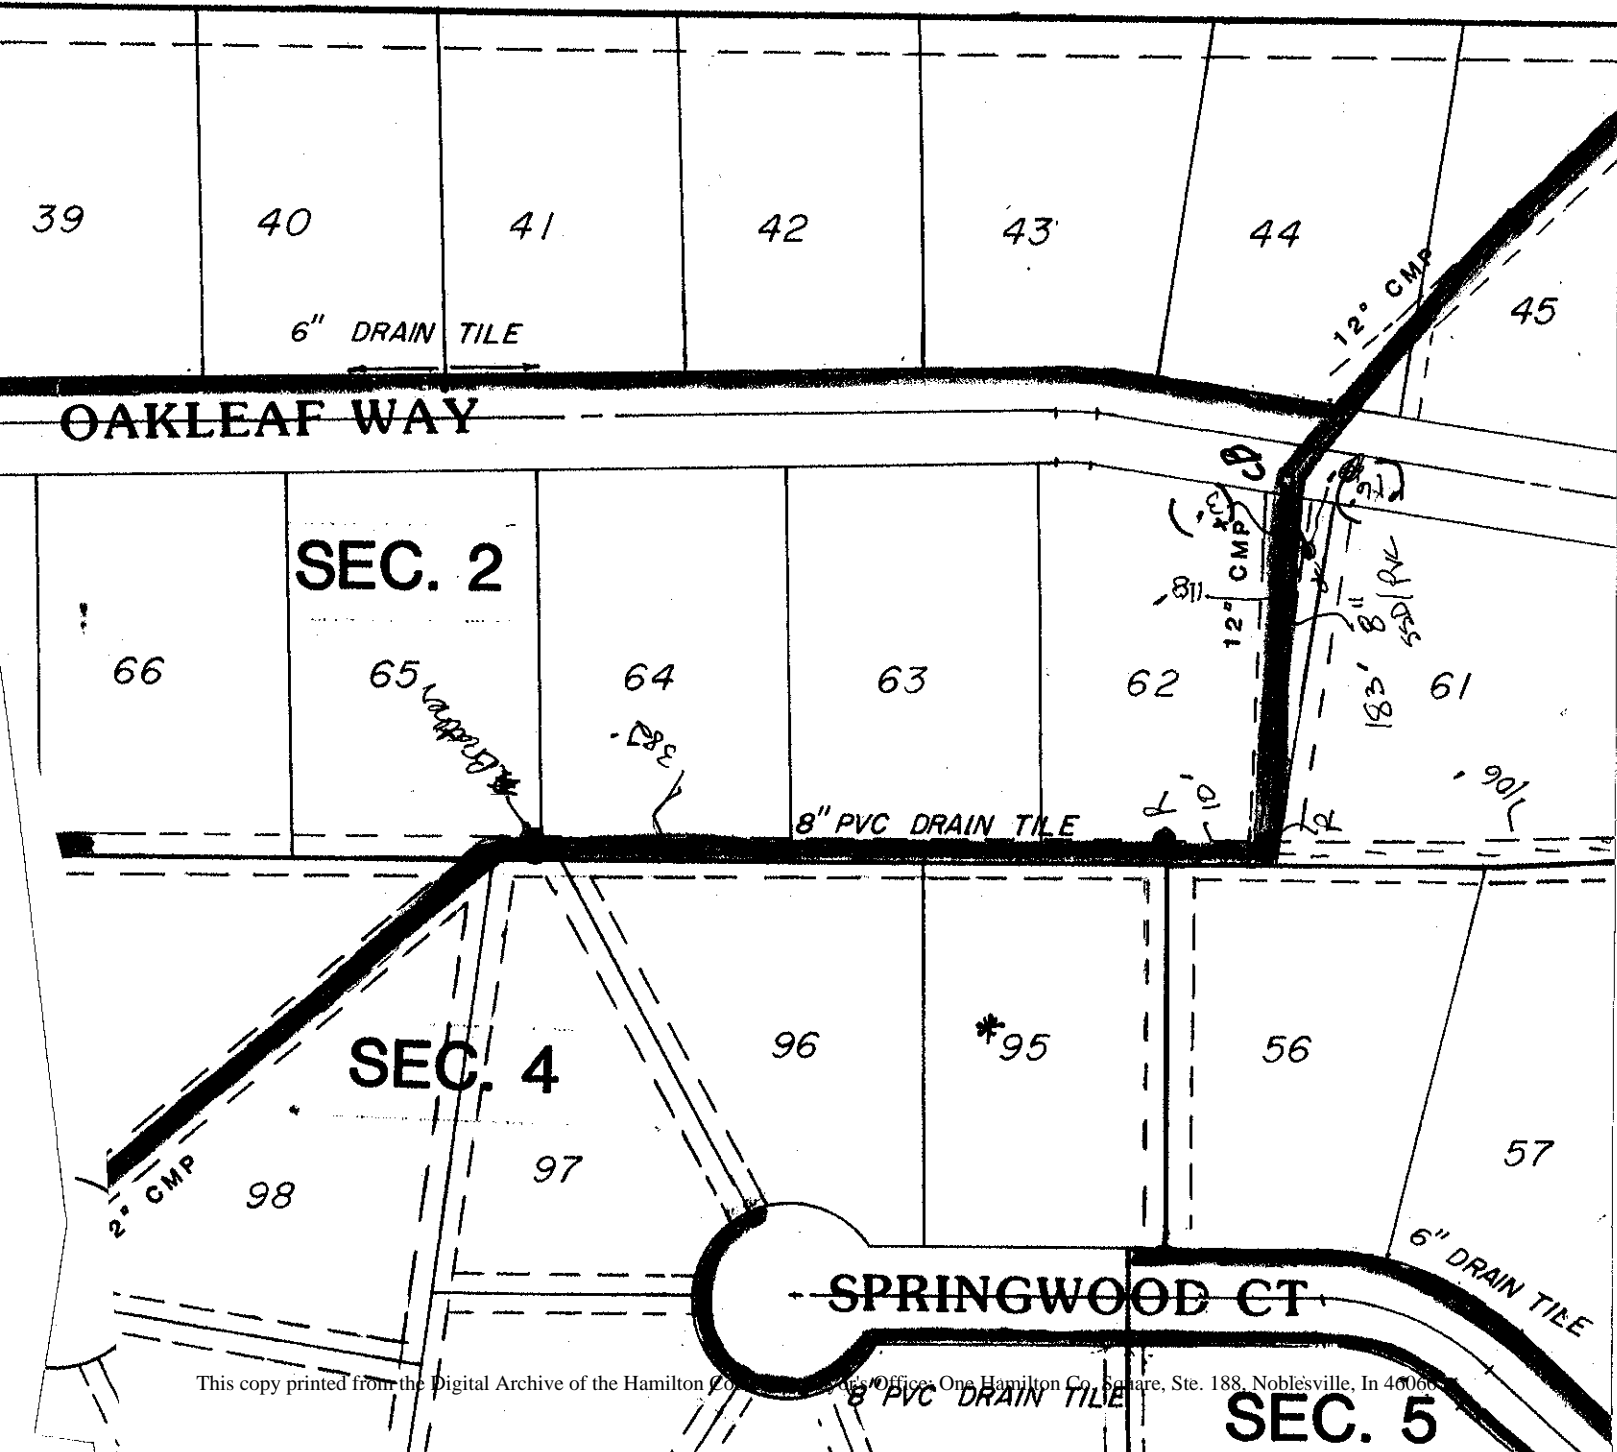 39
40
41
42
43
44
45
12" CMP
6" DRAIN TILE
OAKLEAF WAY
SEC. 2
12" CMP
8"
183'
66
65
64
63
62
61
10'
8" PVC DRAIN TILE
SEC. 4
96
*95
56
57
97
98
2" CMP
6" DRAIN TILE
SPRINGWOOD CT
This copy printed from the Digital Archive of the Hamilton Co. Office; One Hamilton Co. Square, Ste. 188, Noblesville, In 46066
8" PVC DRAIN TILE
SEC. 5